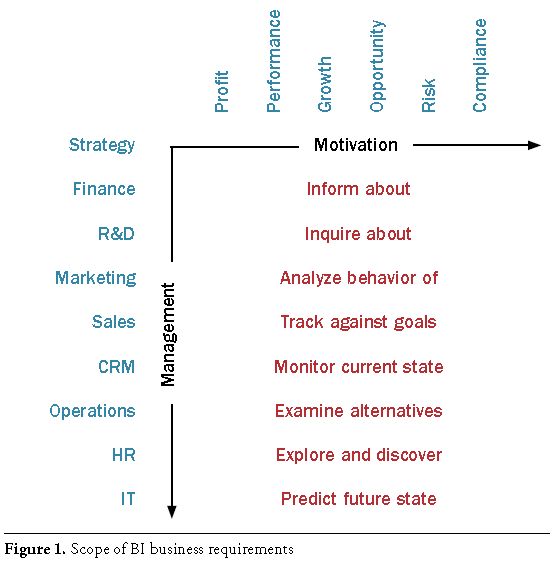 Profit
Performance
Growth
Opportunity
Risk
Compliance
Strategy
Motivation
Finance
Inform about
R&D
Inquire about
Marketing
Analyze behavior of
Management
Sales
Track against goals
CRM
Monitor current state
Operations
Examine alternatives
HR
Explore and discover
IT
Predict future state
Figure 1. Scope of BI business requirements